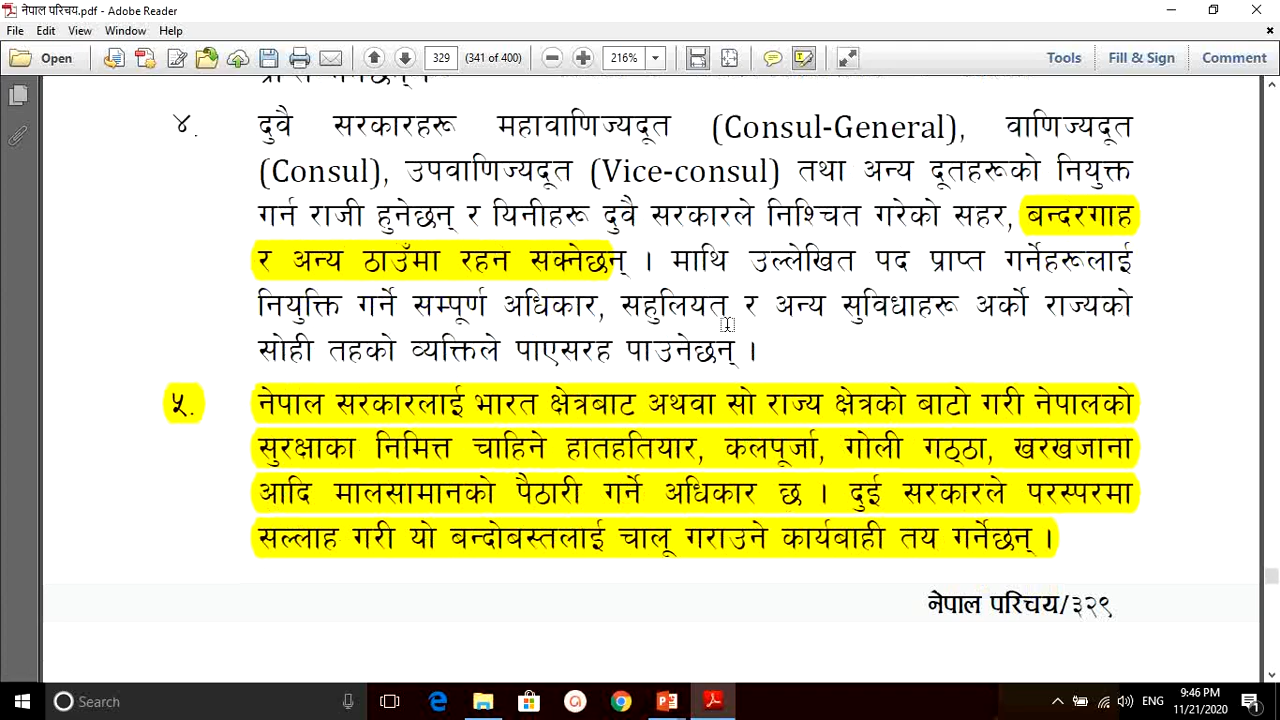 नेपाल परिचय.pdf - Adobe Reader
File Edit View Window Help
Open 329 (341 of 400) 216% Tools Fill & Sign Comment
४. दुवै सरकारहरू महावाणिज्यदूत (Consul-General), वाणिज्यदूत
(Consul), उपवाणिज्यदूत (Vice-consul) तथा अन्य दूतहरूको नियुक्त
गर्न राजी हुनेछन् र यिनीहरू दुवै सरकारले निश्चित गरेको सहर, बन्दरगाह
र अन्य ठाउँमा रहन सक्नेछन् । माथि उल्लेखित पद प्राप्त गर्नेहरूलाई
नियुक्ति गर्ने सम्पूर्ण अधिकार, सहुलियत र अन्य सुविधाहरू अर्को राज्यको
सोही तहको व्यक्तिले पाएसरह पाउनेछन् ।
५. नेपाल सरकारलाई भारत क्षेत्रबाट अथवा सो राज्य क्षेत्रको बाटो गरी नेपालको
सुरक्षाका निमित्त चाहिने हातहतियार, कलपूर्जा, गोली गठ्ठा, खरखजाना
आदि मालसामानको पैठारी गर्ने अधिकार छ । दुई सरकारले परस्परमा
सल्लाह गरी यो बन्दोबस्तलाई चालू गराउने कार्यबाही तय गर्नेछन् ।
नेपाल परिचय/३२९
Search ENG 9:46 PM
11/21/2020